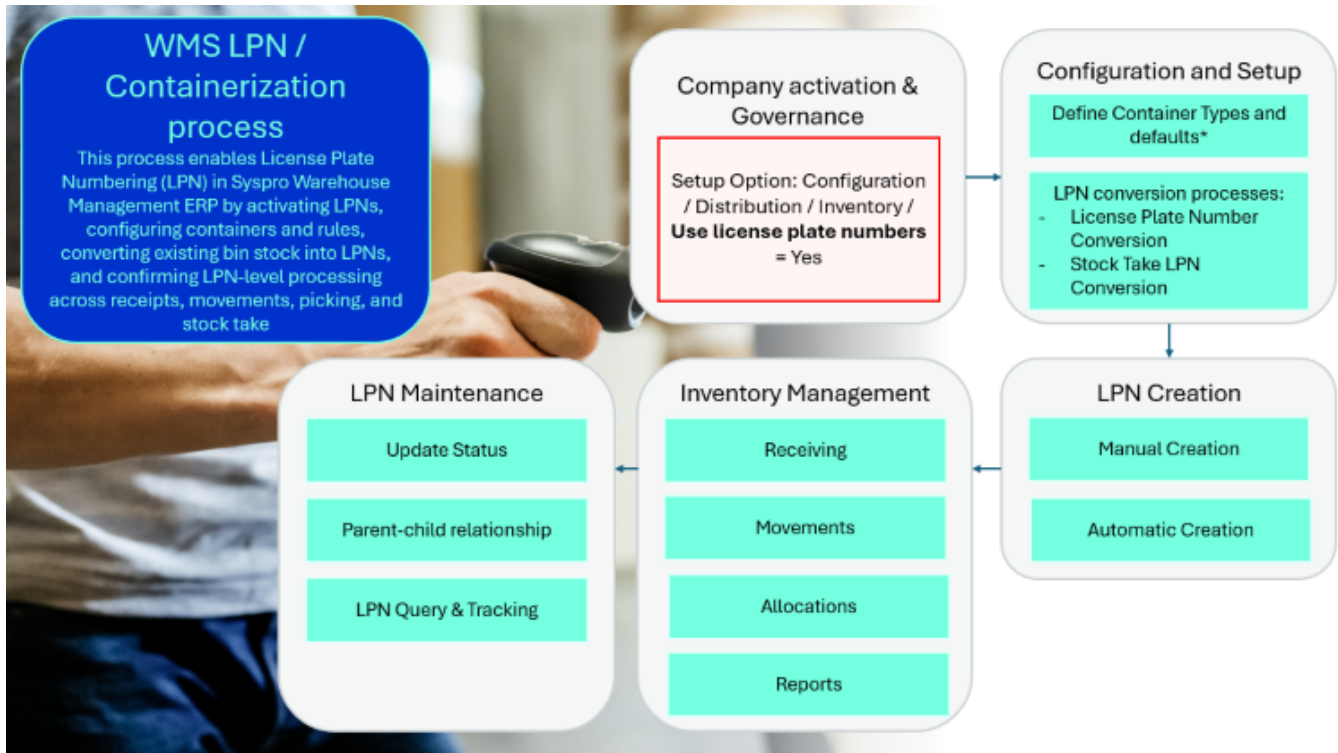 WMS LPN /
Containerization
process
This process enables License Plate
Numbering (LPN) in Syspro Warehouse
Management ERP by activating LPNs,
configuring containers and rules,
converting existing bin stock into LPNs,
and confirming LPN-level processing
across receipts, movements, picking, and
stock take
Company activation &
Governance
Setup Option: Configuration
/ Distribution / Inventory /
Use license plate numbers
= Yes
Configuration and Setup
Define Container Types and
defaults*
LPN conversion processes:
- License Plate Number
Conversion
- Stock Take LPN
Conversion
LPN Creation
Manual Creation
Automatic Creation
Inventory Management
Receiving
Movements
Allocations
Reports
LPN Maintenance
Update Status
Parent-child relationship
LPN Query & Tracking